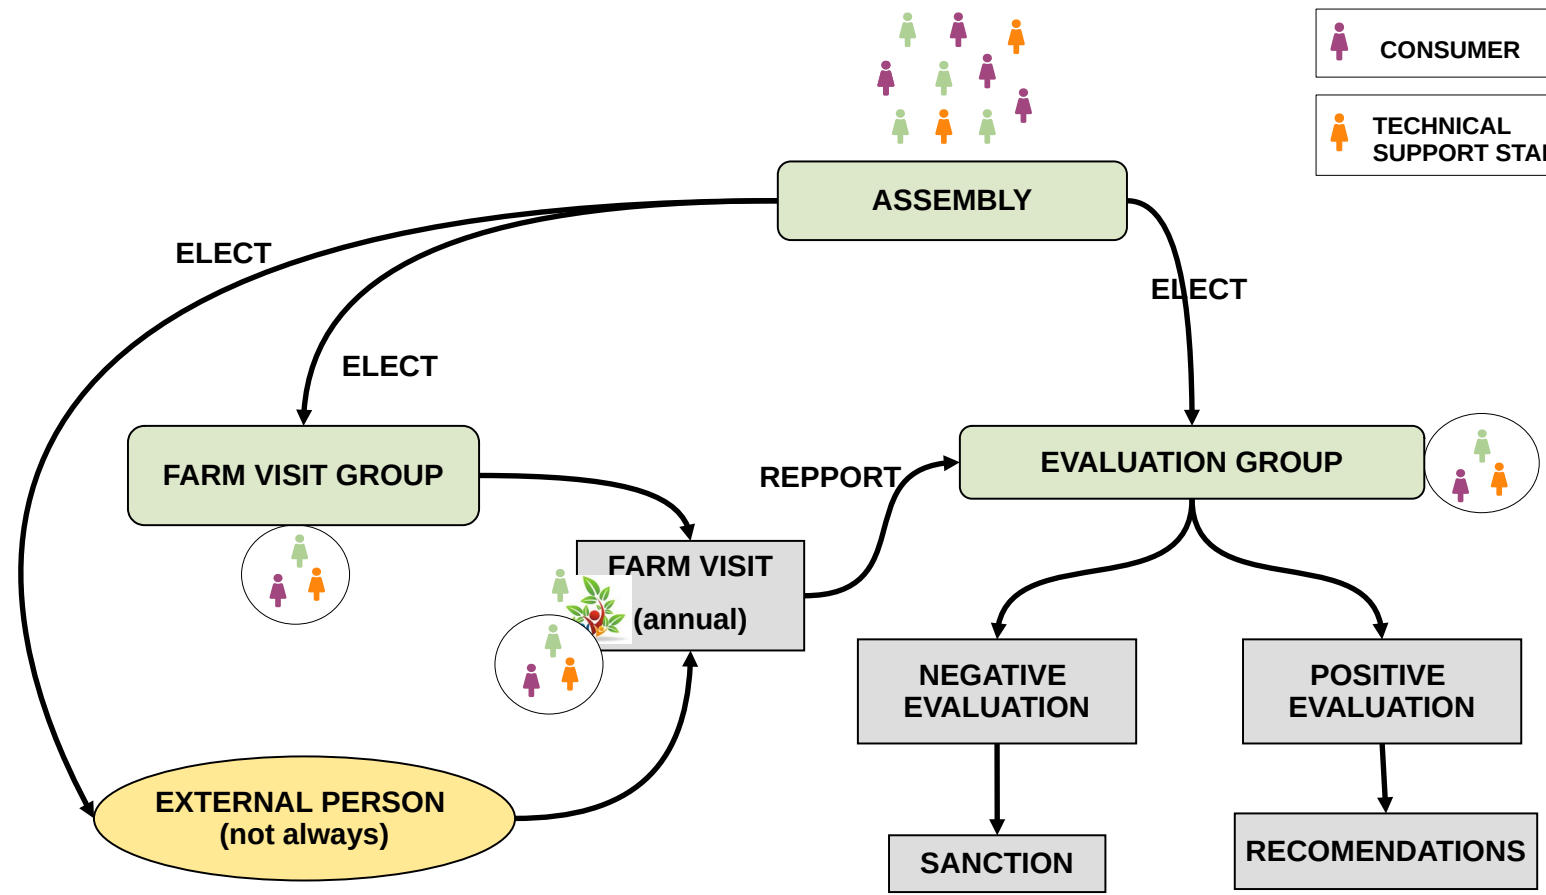 CONSUMER
TECHNICAL
SUPPORT
ASSEMBLY
ELECT
ELECT
ELECT
FARM VISIT GROUP
REPPORT
EVALUATION GROUP
FARM VISIT
(annual)
NEGATIVE
EVALUATION
POSITIVE
EVALUATION
EXTERNAL PERSON
(not always)
SANCTION
RECOMENDATIONS